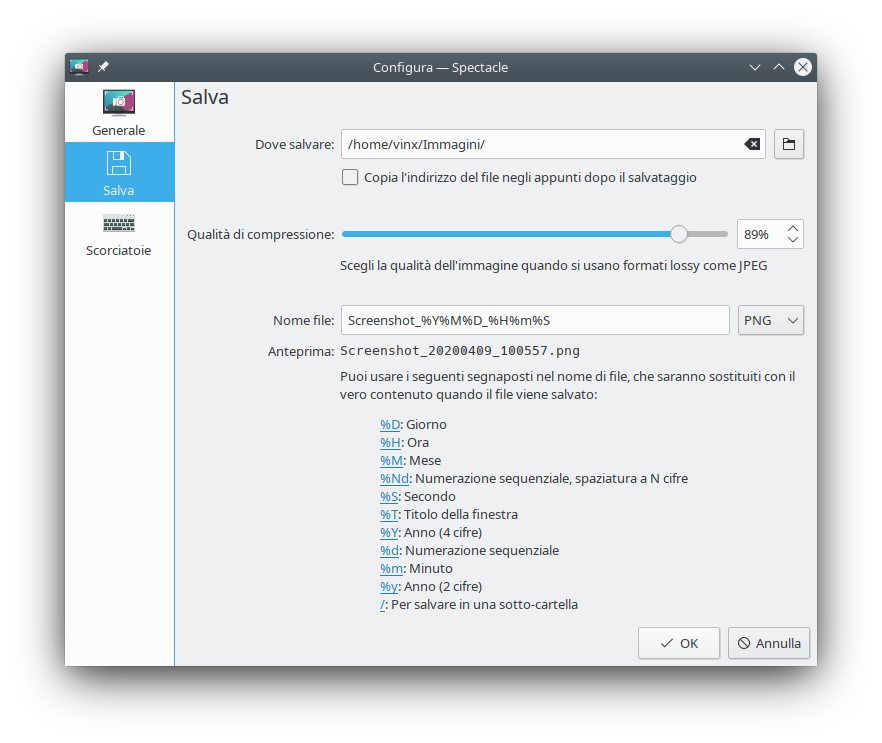 Configura — Spectacle
Generale
Salva
Scorciatoie
Salva
Dove salvare: /home/vinx/Immagini/
Copia l'indirizzo del file negli appunti dopo il salvataggio
Qualità di compressione: 89%
Scegli la qualità dell'immagine quando si usano formati lossy come JPEG
Nome file: Screenshot_%Y%M%D_%H%m%S PNG
Anteprima: Screenshot_20200409_100557.png
Puoi usare i seguenti segnaposti nel nome di file, che saranno sostituiti con il
vero contenuto quando il file viene salvato:
%D: Giorno
%H: Ora
%M: Mese
%Nd: Numerazione sequenziale, spaziatura a N cifre
%S: Secondo
%T: Titolo della finestra
%Y: Anno (4 cifre)
%d: Numerazione sequenziale
%m: Minuto
%y: Anno (2 cifre)
/: Per salvare in una sotto-cartella
OK Annulla